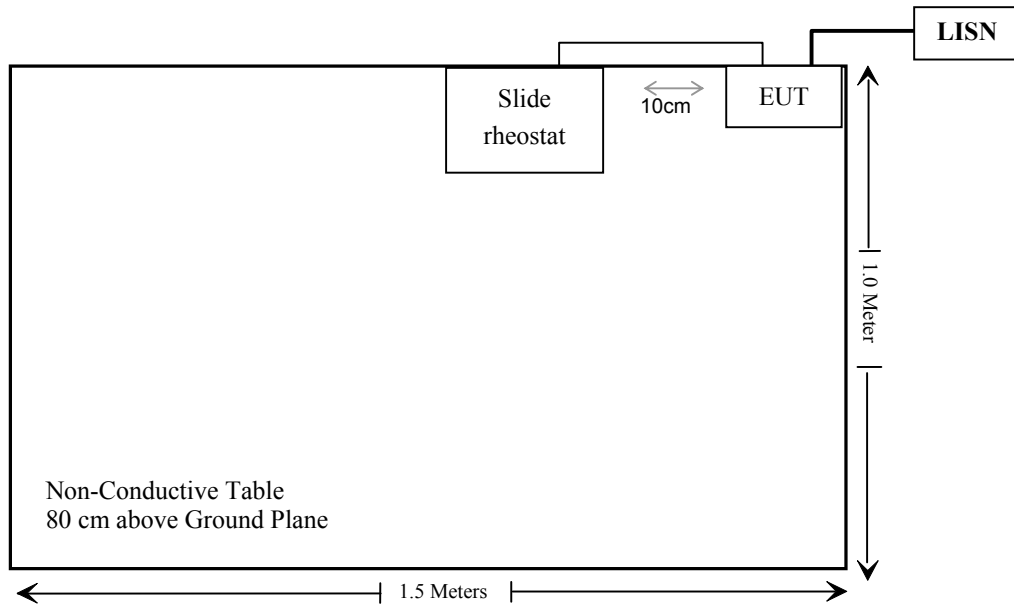 LISN
Slide
rheostat
10cm
EUT
1.0 Meter
Non-Conductive Table
80 cm above Ground Plane
1.5 Meters